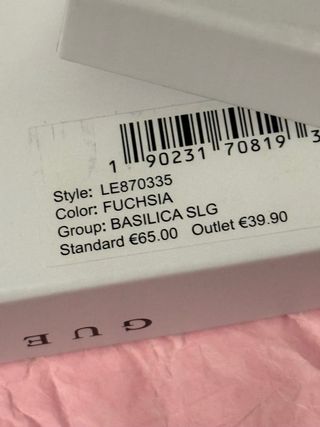 1 90231 70819 3
Style: LE870335
Color: FUCHSIA
Group: BASILICA SLG
Standard €65.00 Outlet €39.90
GUE